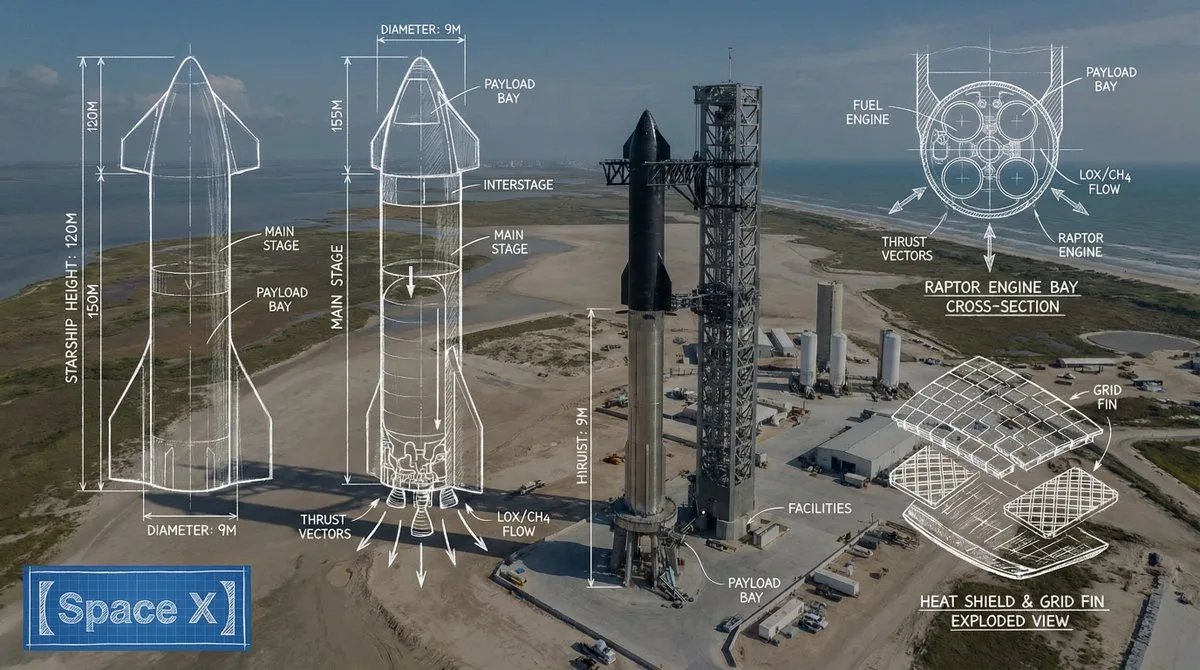 DIAMETER: 9M
120M
STARSHIP HEIGHT: 120M
150M
MAIN
STAGE
PAYLOAD
BAY
DIAMETER: 9M
155M
MAIN STAGE
PAYLOAD
BAY
INTERSTAGE
MAIN
STAGE
THRUST
VECTORS
LOX/CH₄
FLOW
HIRUIST: 9M
FACILITIES
PAYLOAD
BAY
FUEL
ENGINE
PAYLOAD
BAY
LOX/CH₄
FLOW
THRUST
VECTORS
RAPTOR
ENGINE
RAPTOR ENGINE BAY
CROSS-SECTION
GRID
FIN
HEAT SHIELD & GRID FIN
EXPLODED VIEW
[Space X]